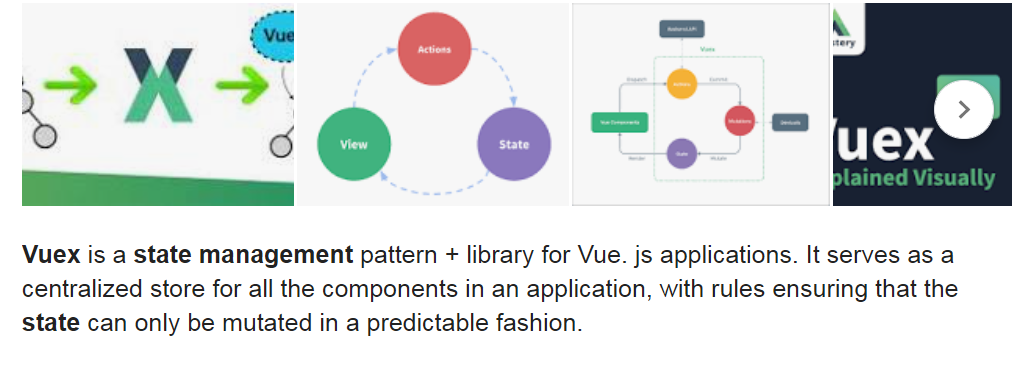 Vue
Actions
View
State
Backend API
Vuex
Dispatch
Commit
Actions
Vue Components
Mutations
Devtools
State
Render
Mutate
stery
uex
plained Visually
Vuex is a state management pattern + library for Vue. js applications. It serves as a
centralized store for all the components in an application, with rules ensuring that the
state can only be mutated in a predictable fashion.